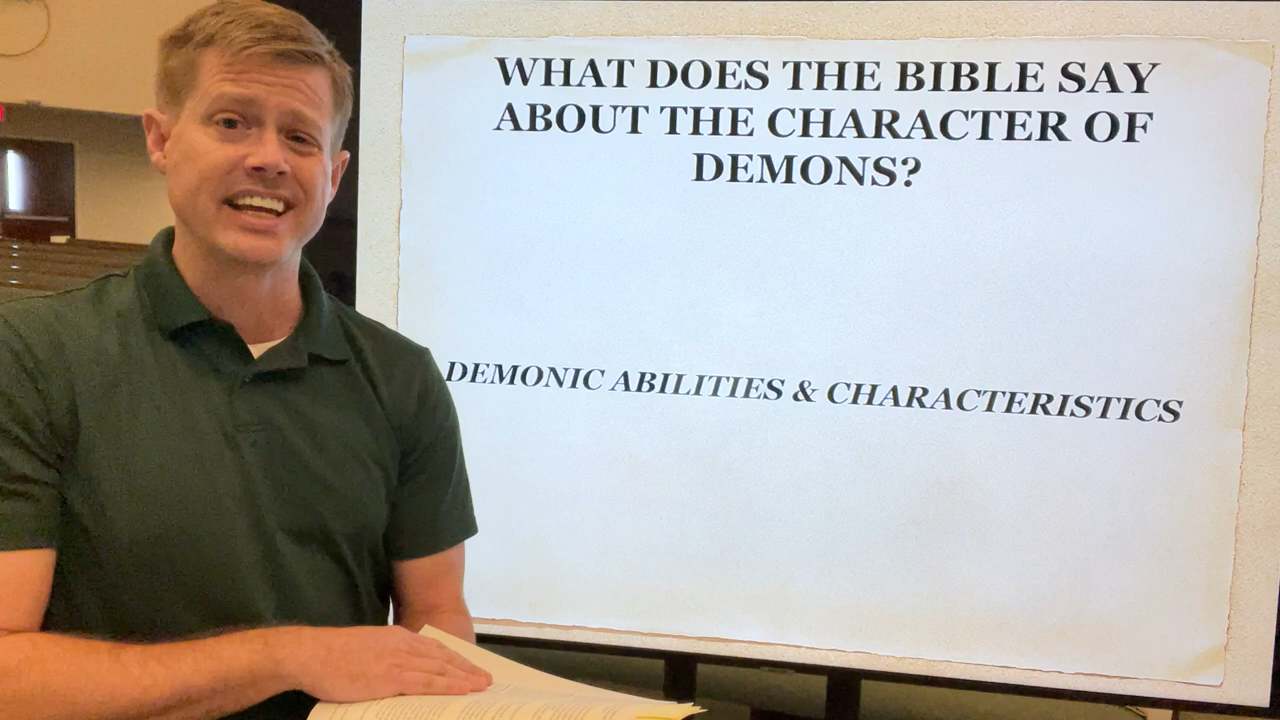 WHAT DOES THE BIBLE SAY
ABOUT THE CHARACTER OF
DEMONS?
DEMONIC ABILITIES & CHARACTERISTICS